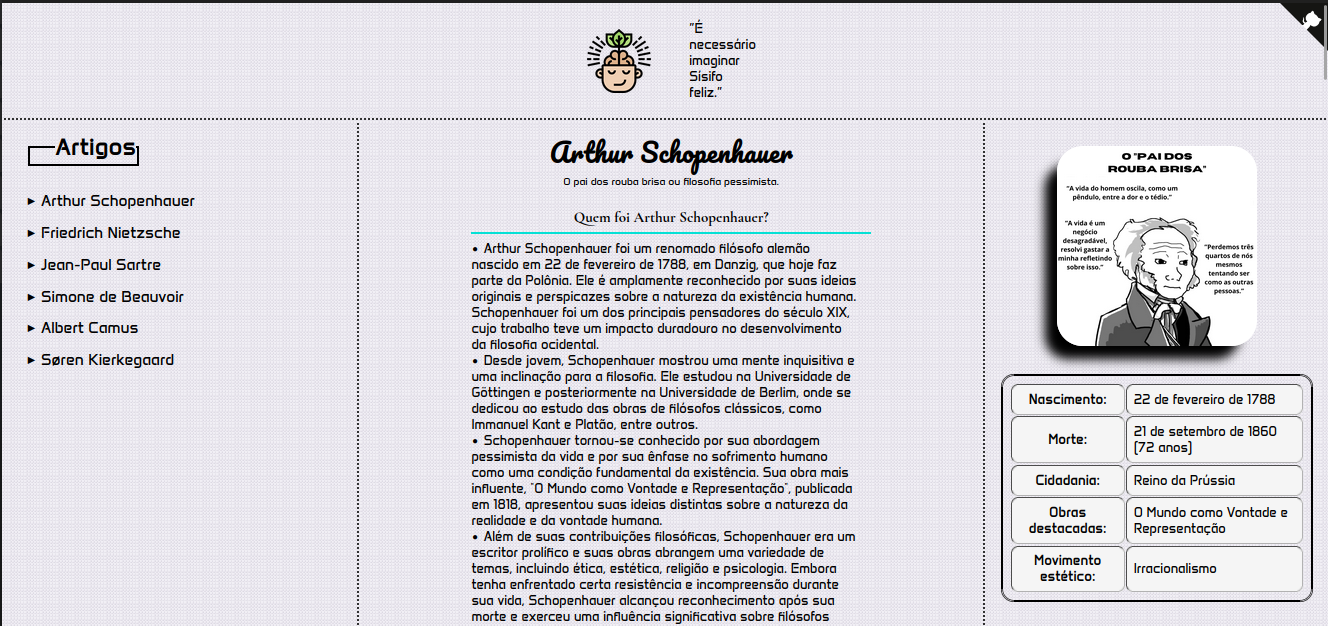 "É
necessário
imaginar
Sísifo
feliz."
Artigos
▸ Arthur Schopenhauer
▸ Friedrich Nietzsche
▸ Jean-Paul Sartre
▸ Simone de Beauvoir
▸ Albert Camus
▸ Søren Kierkegaard
Arthur Schopenhauer
O pai dos rouba brisa ou filosofia pessimista.
Quem foi Arthur Schopenhauer?
• Arthur Schopenhauer foi um renomado filósofo alemão
nascido em 22 de fevereiro de 1788, em Danzig, que hoje faz
parte da Polônia. Ele é amplamente reconhecido por suas ideias
originais e perspicazes sobre a natureza da existência humana.
Schopenhauer foi um dos principais pensadores do século XIX,
cujo trabalho teve um impacto duradouro no desenvolvimento
da filosofia ocidental.
• Desde jovem, Schopenhauer mostrou uma mente inquisitiva e
uma inclinação para a filosofia. Ele estudou na Universidade de
Göttingen e posteriormente na Universidade de Berlim, onde se
dedicou ao estudo das obras de filósofos clássicos, como
Immanuel Kant e Platão, entre outros.
• Schopenhauer tornou-se conhecido por sua abordagem
pessimista da vida e por sua ênfase no sofrimento humano
como uma condição fundamental da existência. Sua obra mais
influente, "O Mundo como Vontade e Representação", publicada
em 1818, apresentou suas ideias distintas sobre a natureza da
realidade e da vontade humana.
• Além de suas contribuições filosóficas, Schopenhauer era um
escritor prolífico e suas obras abrangem uma variedade de
temas, incluindo ética, estética, religião e psicologia. Embora
tenha enfrentado certa resistência e incompreensão durante
sua vida, Schopenhauer alcançou reconhecimento após sua
morte e exerceu uma influência significativa sobre filósofos
O "PAI DOS
ROUBA BRISA"
"A vida do homem oscila, como um
pêndulo, entre a dor e o tédio."
"A vida é um
negócio
desagradável,
resolvi gastar a
minha refletindo
sobre isso."
"Perdemos três
quartos de nós
mesmos
tentando ser
como as outras
pessoas."
Nascimento: 22 de fevereiro de 1788
Morte: 21 de setembro de 1860
[72 anos]
Cidadania: Reino da Prússia
Obras
destacadas: O Mundo como Vontade e
Representação
Movimento
estético: Irracionalismo